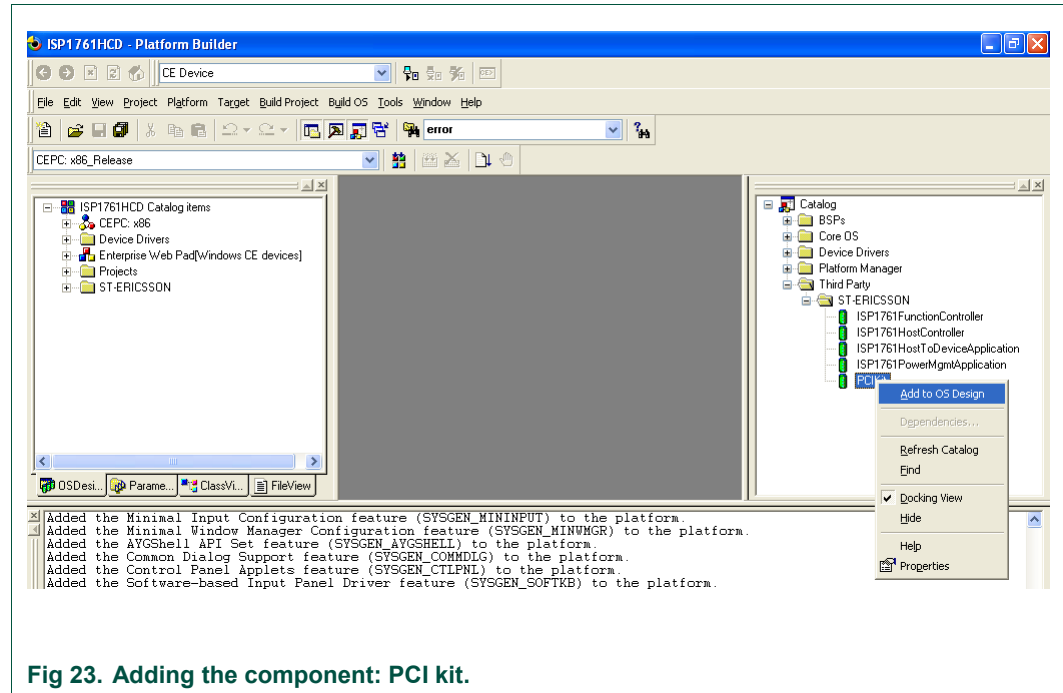 ISP1761HCD - Platform Builder
CE Device
File Edit View Project Platform Target Build Project Build OS Tools Window Help
error
CEPC: x86_Release
ISP1761HCD Catalog items
CEPC: x86
Device Drivers
Enterprise Web Pad[Windows CE devices]
Projects
ST-ERICSSON
OSDesi... Parame... ClassVi... FileView
Catalog
BSPs
Core OS
Device Drivers
Platform Manager
Third Party
ST-ERICSSON
ISP1761FunctionController
ISP1761HostController
ISP1761HostToDeviceApplication
ISP1761PowerMgmtApplication
Add to OS Design
Dependencies...
Refresh Catalog
Find
Docking View
Hide
Help
Properties
Added the Minimal Input Configuration feature (SYSGEN_MININPUT) to the platform.
Added the Minimal Window Manager Configuration feature (SYSGEN_MINWMGR) to the platform.
Added the AYGShell API Set feature (SYSGEN_AYGSHELL) to the platform.
Added the Common Dialog Support feature (SYSGEN_COMMDLG) to the platform.
Added the Control Panel Applets feature (SYSGEN_CTLPNL) to the platform.
Added the Software-based Input Panel Driver feature (SYSGEN_SOFTKB) to the platform.
Fig 23. Adding the component: PCI kit.